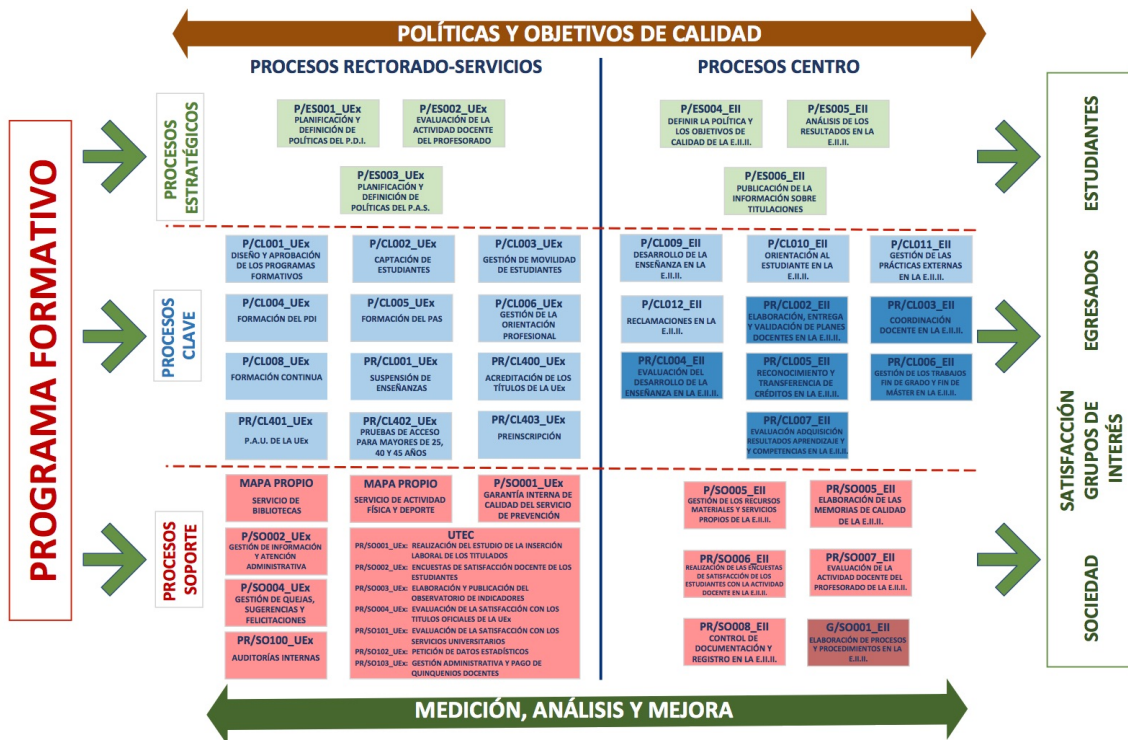 POLÍTICAS Y OBJETIVOS DE CALIDAD
PROCESOS RECTORADO-SERVICIOS
PROCESOS CENTRO
PROGRAMA FORMATIVO
PROCESOS
ESTRATÉGICOS
P/ES001_UEx
PLANIFICACIÓN Y
DEFINICIÓN DE
POLÍTICAS DEL P.D.I.
P/ES002_UEx
EVALUACIÓN DE LA
ACTIVIDAD DOCENTE
DEL PROFESORADO
P/ES003_UEx
PLANIFICACIÓN Y
DEFINICIÓN DE
POLÍTICAS DEL P.A.S.
P/ES004_EII
DEFINIR LA POLÍTICA Y
LOS OBJETIVOS DE
CALIDAD DE LA E.II.II.
P/ES005_EII
ANÁLISIS DE LOS
RESULTADOS EN LA
E.II.II.
P/ES006_EII
PUBLICACIÓN DE LA
INFORMACIÓN SOBRE
TITULACIONES
PROCESOS
CLAVE
P/CL001_UEx
DISEÑO Y APROBACIÓN
DE LOS PROGRAMAS
FORMATIVOS
P/CL002_UEx
CAPTACIÓN DE
ESTUDIANTES
P/CL003_UEx
GESTIÓN DE MOVILIDAD
DE ESTUDIANTES
P/CL004_UEx
FORMACIÓN DEL PDI
P/CL005_UEx
FORMACIÓN DEL PAS
P/CL006_UEx
GESTIÓN DE LA
ORIENTACIÓN
PROFESIONAL
P/CL008_UEx
FORMACIÓN CONTINUA
PR/CL001_UEx
SUSPENSIÓN DE
ENSEÑANZAS
PR/CL400_UEx
ACREDITACIÓN DE LOS
TÍTULOS DE LA UEx
PR/CL401_UEx
P.A.U. DE LA UEx
PR/CL402_UEx
PRUEBAS DE ACCESO
PARA MAYORES DE 25,
40 Y 45 AÑOS
PR/CL403_UEx
PREINSCRIPCIÓN
P/CL009_EII
DESARROLLO DE LA
ENSEÑANZA EN LA
E.II.II.
P/CL010_EII
ORIENTACIÓN AL
ESTUDIANTE EN LA
E.II.II.
P/CL011_EII
GESTIÓN DE LAS
PRÁCTICAS EXTERNAS
EN LA E.II.II.
P/CL012_EII
RECLAMACIONES EN LA
E.II.II.
PR/CL002_EII
ELABORACIÓN, ENTREGA
Y VALIDACIÓN DE PLANES
DOCENTES EN LA E.II.II.
PR/CL003_EII
COORDINACIÓN
DOCENTE EN LA E.II.II.
PR/CL004_EII
EVALUACIÓN DEL
DESARROLLO DE LA
ENSEÑANZA EN LA E.II.II.
PR/CL005_EII
RECONOCIMIENTO Y
TRANSFERENCIA DE
CRÉDITOS EN LA E.II.II.
PR/CL006_EII
GESTIÓN DE LOS TRABAJOS
FIN DE GRADO Y FIN DE
MÁSTER EN LA E.II.II.
PR/CL007_EII
EVALUACIÓN ADQUISICIÓN
RESULTADOS APRENDIZAJE Y
Y COMPETENCIAS EN LA E.II.II.
PROCESOS
SOPORTE
MAPA PROPIO
SERVICIO DE
BIBLIOTECAS
MAPA PROPIO
SERVICIO DE ACTIVIDAD
FÍSICA Y DEPORTE
P/SO001_UEx
GARANTÍA INTERNA DE
CALIDAD DEL SERVICIO
DE PREVENCIÓN
P/SO002_UEx
GESTIÓN DE INFORMACIÓN
Y ATENCIÓN
ADMINISTRATIVA
P/SO004_UEx
GESTIÓN DE QUEJAS,
SUGERENCIAS Y
FELICITACIONES
PR/SO100_UEx
AUDITORÍAS INTERNAS
UTEC
PR/SO001_UEx: REALIZACIÓN DEL ESTUDIO DE LA INSERCIÓN
LABORAL DE LOS TITULADOS
PR/SO002_UEx: ENCUESTAS DE SATISFACCIÓN DOCENTE DE LOS
ESTUDIANTES
PR/SO003_UEx: ELABORACIÓN Y PUBLICACIÓN DEL
OBSERVATORIO DE INDICADORES
PR/SO004_UEx: EVALUACIÓN DE LA SATISFACCIÓN CON LOS
TITULOS OFICIALES DE LA UEx
PR/SO101_UEx: EVALUACIÓN DE LA SATISFACCIÓN CON LOS
SERVICIOS UNIVERSITARIOS
PR/SO102_UEx: PETICIÓN DE DATOS ESTADÍSTICOS
PR/SO103_UEx: GESTIÓN ADMINISTRATIVA Y PAGO DE
QUINQUENIOS DOCENTES
P/SO005_EII
GESTIÓN DE LOS RECURSOS
MATERIALES Y SERVICIOS
PROPIOS DE LA E.II.II.
PR/SO005_EII
ELABORACIÓN DE LAS
MEMORIAS DE CALIDAD
DE LA E.II.II.
PR/SO006_EII
REALIZACIÓN DE LAS ENCUESTAS
DE SATISFACCIÓN DE LOS
ESTUDIANTES CON LA ACTIVIDAD
DOCENTE EN LA E.II.II.
PR/SO007_EII
EVALUACIÓN DE LA
ACTIVIDAD DOCENTE DEL
PROFESORADO DE LA E.II.II.
PR/SO008_EII
CONTROL DE
DOCUMENTACIÓN Y
REGISTRO EN LA E.II.II.
G/SO001_EII
ELABORACIÓN DE PROCESOS
Y PROCEDIMIENTOS EN LA
E.II.II.
SATISFACCIÓN
GRUPOS DE
INTERÉS
ESTUDIANTES
EGRESADOS
SOCIEDAD
MEDICIÓN, ANÁLISIS Y MEJORA